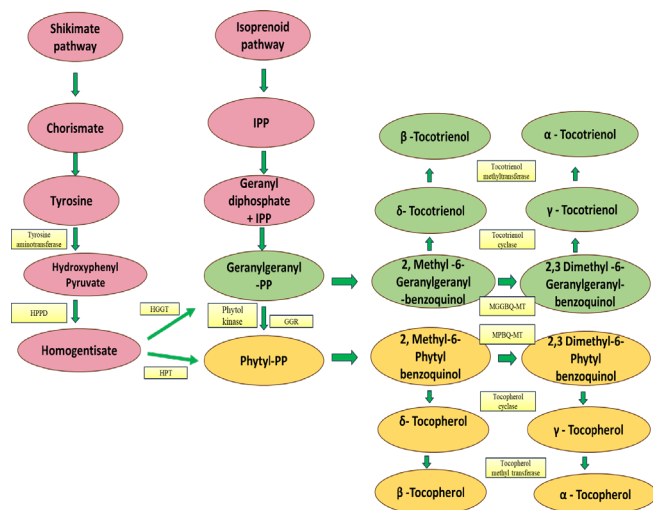 Shikimate
pathway
Chorismate
Tyrosine
Tyrosine
aminotransferase
Hydroxyphenyl
Pyruvate
HPPD
Homogentisate
HGGT
HPT
Isoprenoid
pathway
IPP
Geranyl
diphosphate
+ IPP
Geranylgeranyl
-PP
Phytol
kinase
GGR
Phytyl-PP
β -Tocotrienol
α - Tocotrienol
Tocotrienol
methyltransferase
δ- Tocotrienol
γ - Tocotrienol
Tocotrienol
cyclase
2, Methyl -6-
Geranylgeranyl
-benzoquinol
2,3 Dimethyl -6-
Geranylgeranyl-
benzoquinol
MGGBQ-MT
MPBQ-MT
2, Methyl-6-
Phytyl
benzoquinol
2,3 Dimethyl-6-
Phytyl
benzoquinol
Tocopherol
cyclase
δ- Tocopherol
γ - Tocopherol
Tocopherol
methyl transferase
β -Tocopherol
α - Tocopherol